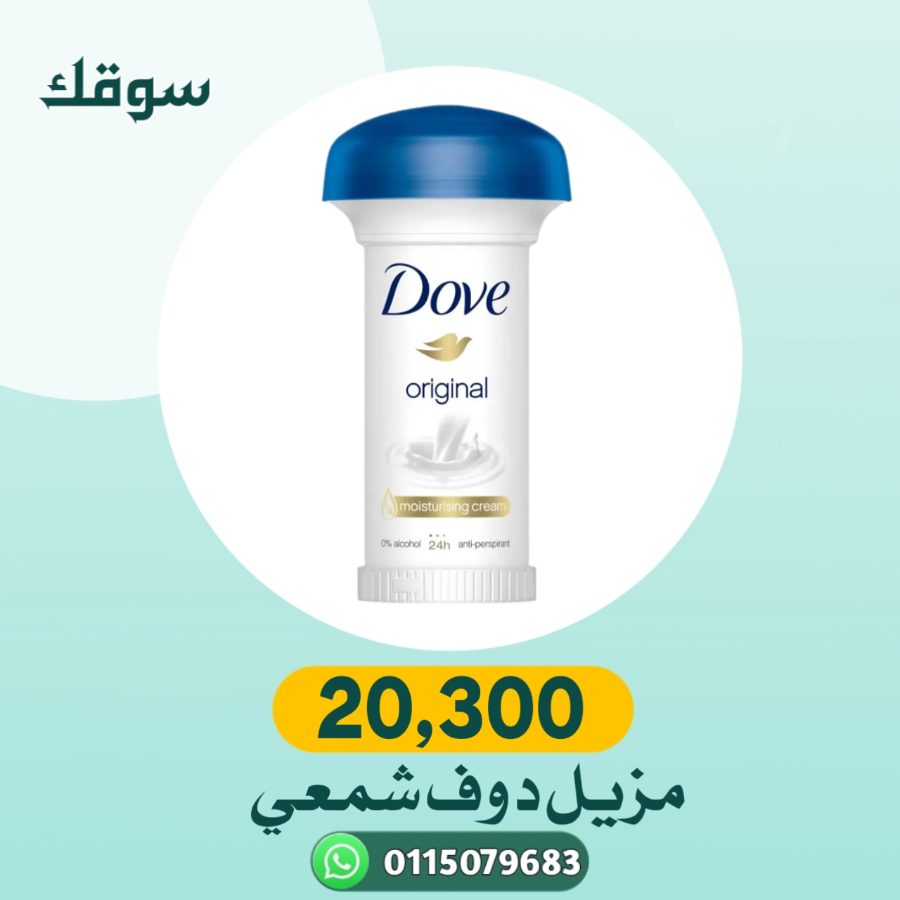 سوقك
Dove
original
moisturising cream
0% alcohol 24h anti-perspirant
20,300
مزيل دوف شمعي
0115079683